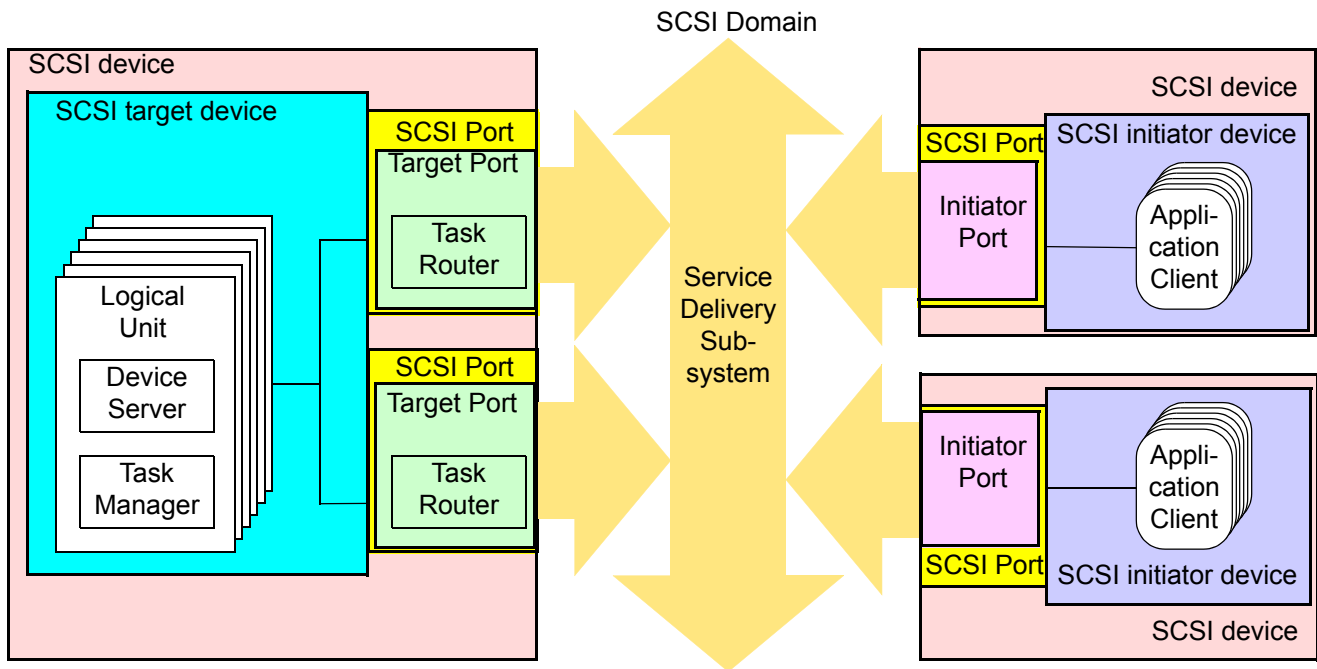 SCSI Domain
SCSI device
SCSI target device
SCSI Port
Target Port
Task
Router
Logical
Unit
Device
Server
Task
Manager
SCSI Port
Target Port
Task
Router
Service
Delivery
Sub-
system
SCSI device
SCSI initiator device
SCSI Port
Initiator
Port
Appli-
cation
Client
Initiator
Port
SCSI Port
Appli-
cation
Client
SCSI initiator device
SCSI device